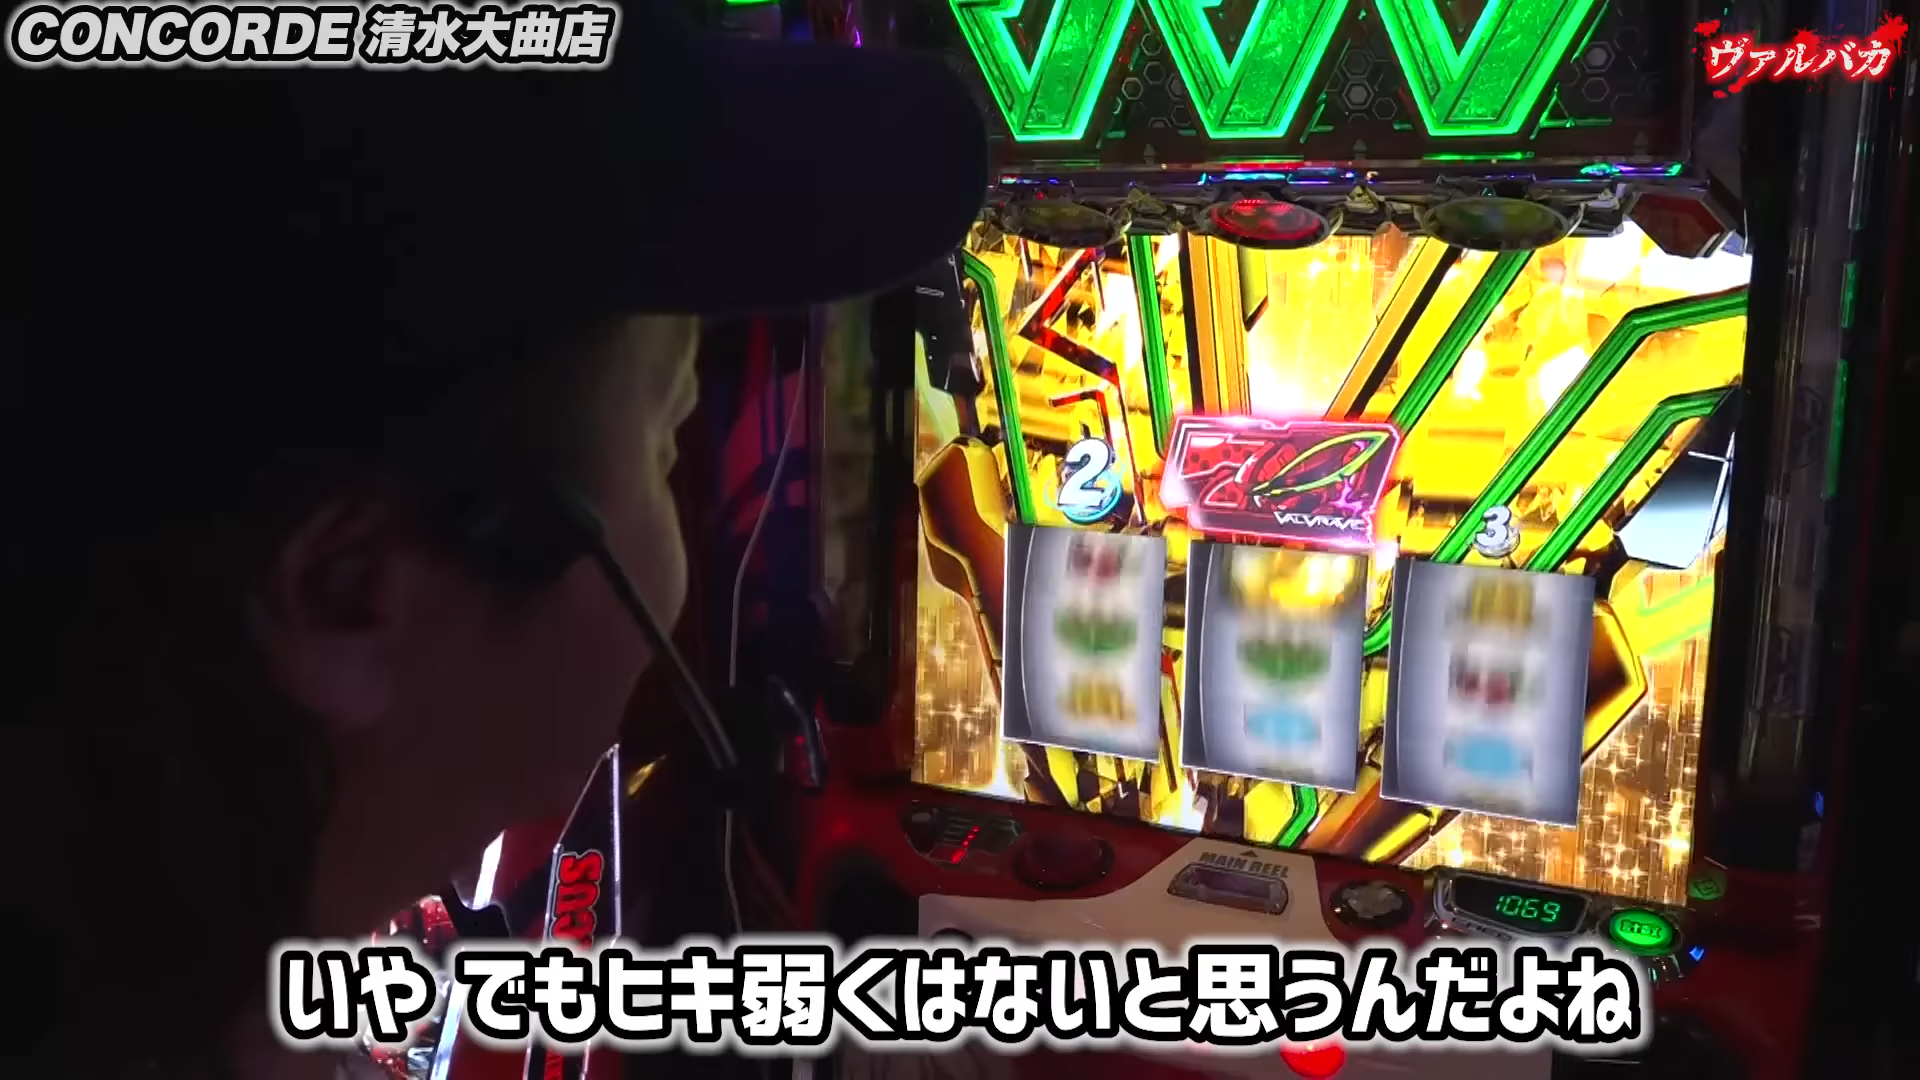 CONCORDE 清水大曲店
ヴァルバカ
2
VALVRAVE
3
MAIN REEL
1069
いや でもヒキ弱くはないと思うんだよね